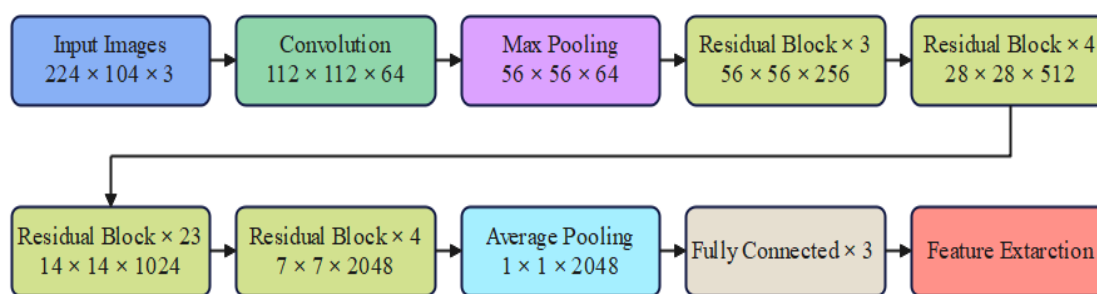 Input Images
224 × 104 × 3
Convolution
112 × 112 × 64
Max Pooling
56 × 56 × 64
Residual Block × 3
56 × 56 × 256
Residual Block × 4
28 × 28 × 512
Residual Block × 23
14 × 14 × 1024
Residual Block × 4
7 × 7 × 2048
Average Pooling
1 × 1 × 2048
Fully Connected × 3
Feature Extarction